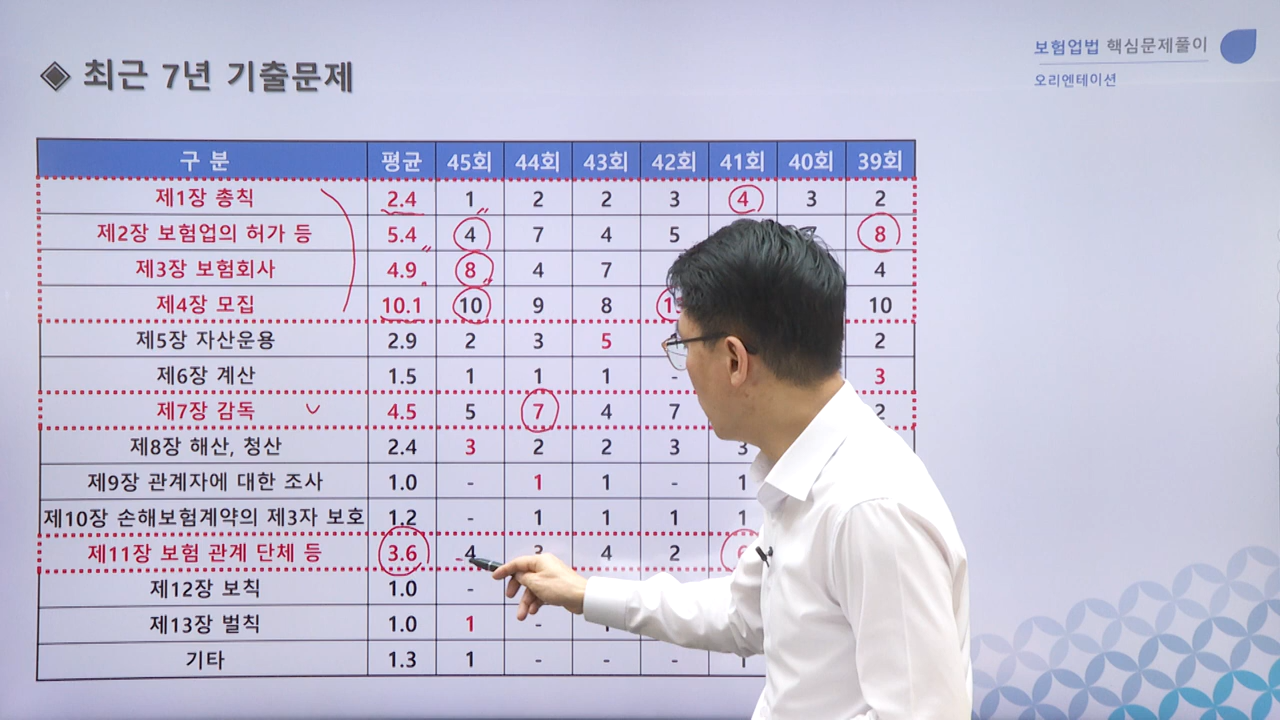 보험업법 핵심문제풀이
오리엔테이션
◈ 최근 7년 기출문제
구 분 평균 45회 44회 43회 42회 41회 40회 39회
제1장 총칙 2.4 1 2 2 3 4 3 2
제2장 보험업의 허가 등 5.4 4 7 4 5 8
제3장 보험회사 4.9 8 4 7 4
제4장 모집 10.1 10 9 8 10
제5장 자산운용 2.9 2 3 5 2
제6장 계산 1.5 1 1 1 - 3
제7장 감독 4.5 5 7 4 7 2
제8장 해산, 청산 2.4 3 2 2 3 3
제9장 관계자에 대한 조사 1.0 - 1 1 - 1
제10장 손해보험계약의 제3자 보호 1.2 - 1 1 1 1
제11장 보험 관계 단체 등 3.6 4 3 4 2
제12장 보칙 1.0 -
제13장 벌칙 1.0 1 -
기타 1.3 1 - - - 1